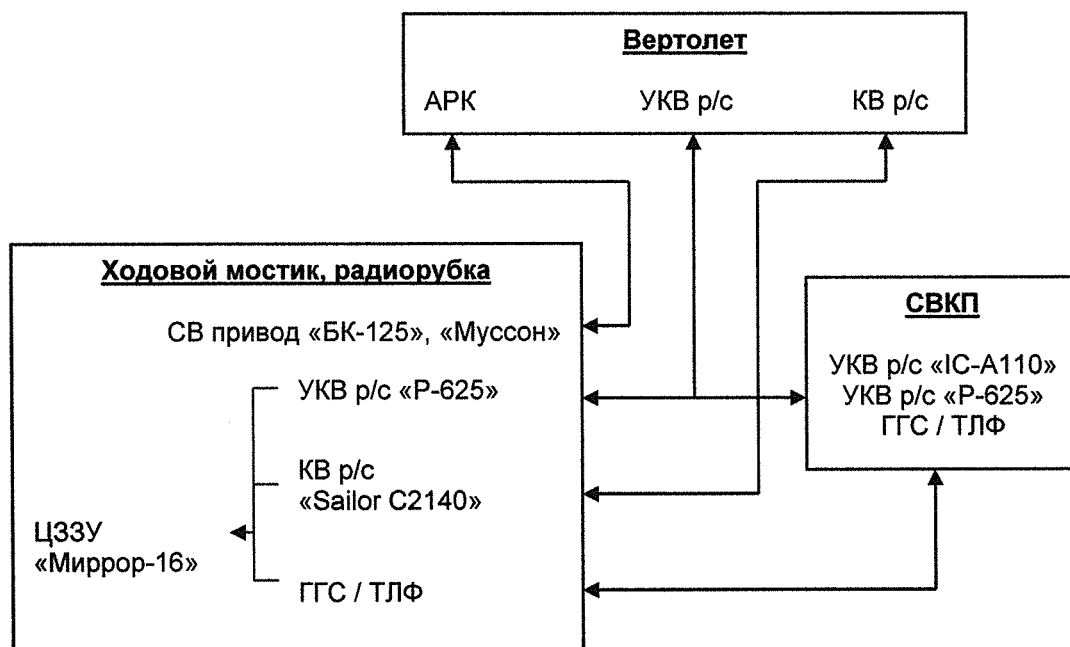 Вертолет
АРК УКВ р/с КВ р/с
Ходовой мостик, радиорубка
СВ привод «БК-125», «Муссон»
УКВ р/с «Р-625»
КВ р/с
«Sailor C2140»
ЦЗЗУ
«Миррор-16»
ГГС / ТЛФ
СВКП
УКВ р/с «IC-A110»
УКВ р/с «Р-625»
ГГС / ТЛФ